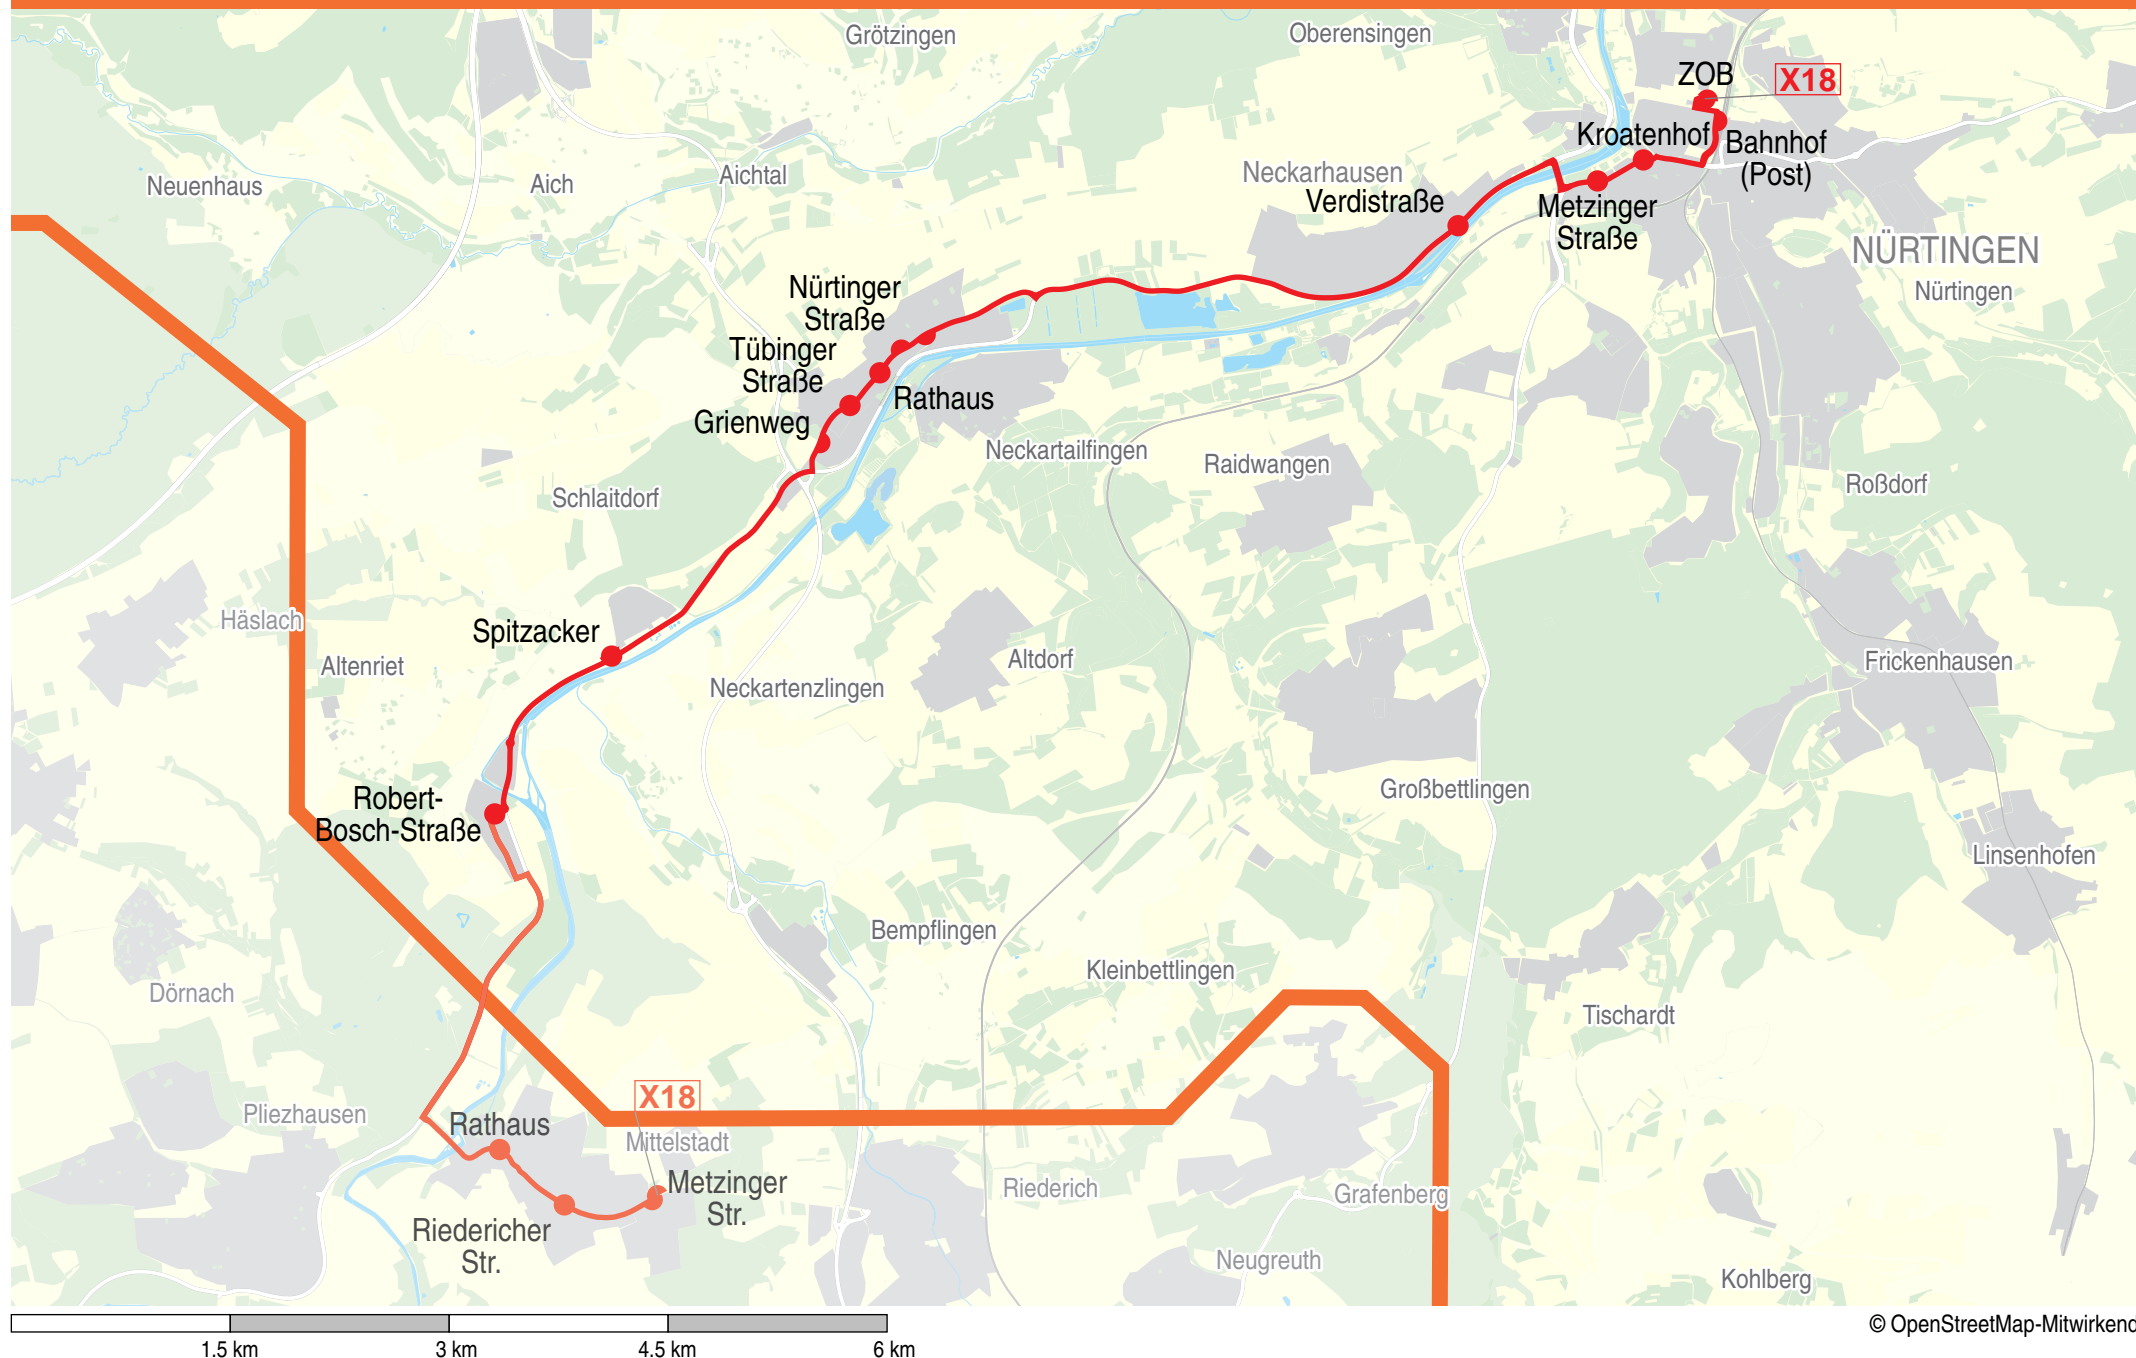 Grötzingen
Oberensingen
ZOB
X18
Kroatenhof
Bahnhof
(Post)
Neuenhaus
Aich
Aichtal
Neckarhausen
Verdistraße
Metzinger
Straße
NÜRTINGEN
Nürtingen
Nürtinger
Straße
Tübinger
Straße
Rathaus
Grienweg
Neckartailfingen
Raidwangen
Roßdorf
Schlaitdorf
Häslach
Spitzacker
Altenriet
Altdorf
Frickenhausen
Neckartenzlingen
Robert-
Bosch-Straße
Großbettlingen
Linsenhofen
Bempflingen
Kleinbettlingen
Dörnach
Tischardt
X18
Pliezhausen
Rathaus
Mittelstadt
Metzinger
Str.
Riederich
Grafenberg
Riedericher
Str.
Neugreuth
Kohlberg
© OpenStreetMap-Mitwirkend
1.5 km
3 km
4.5 km
6 km